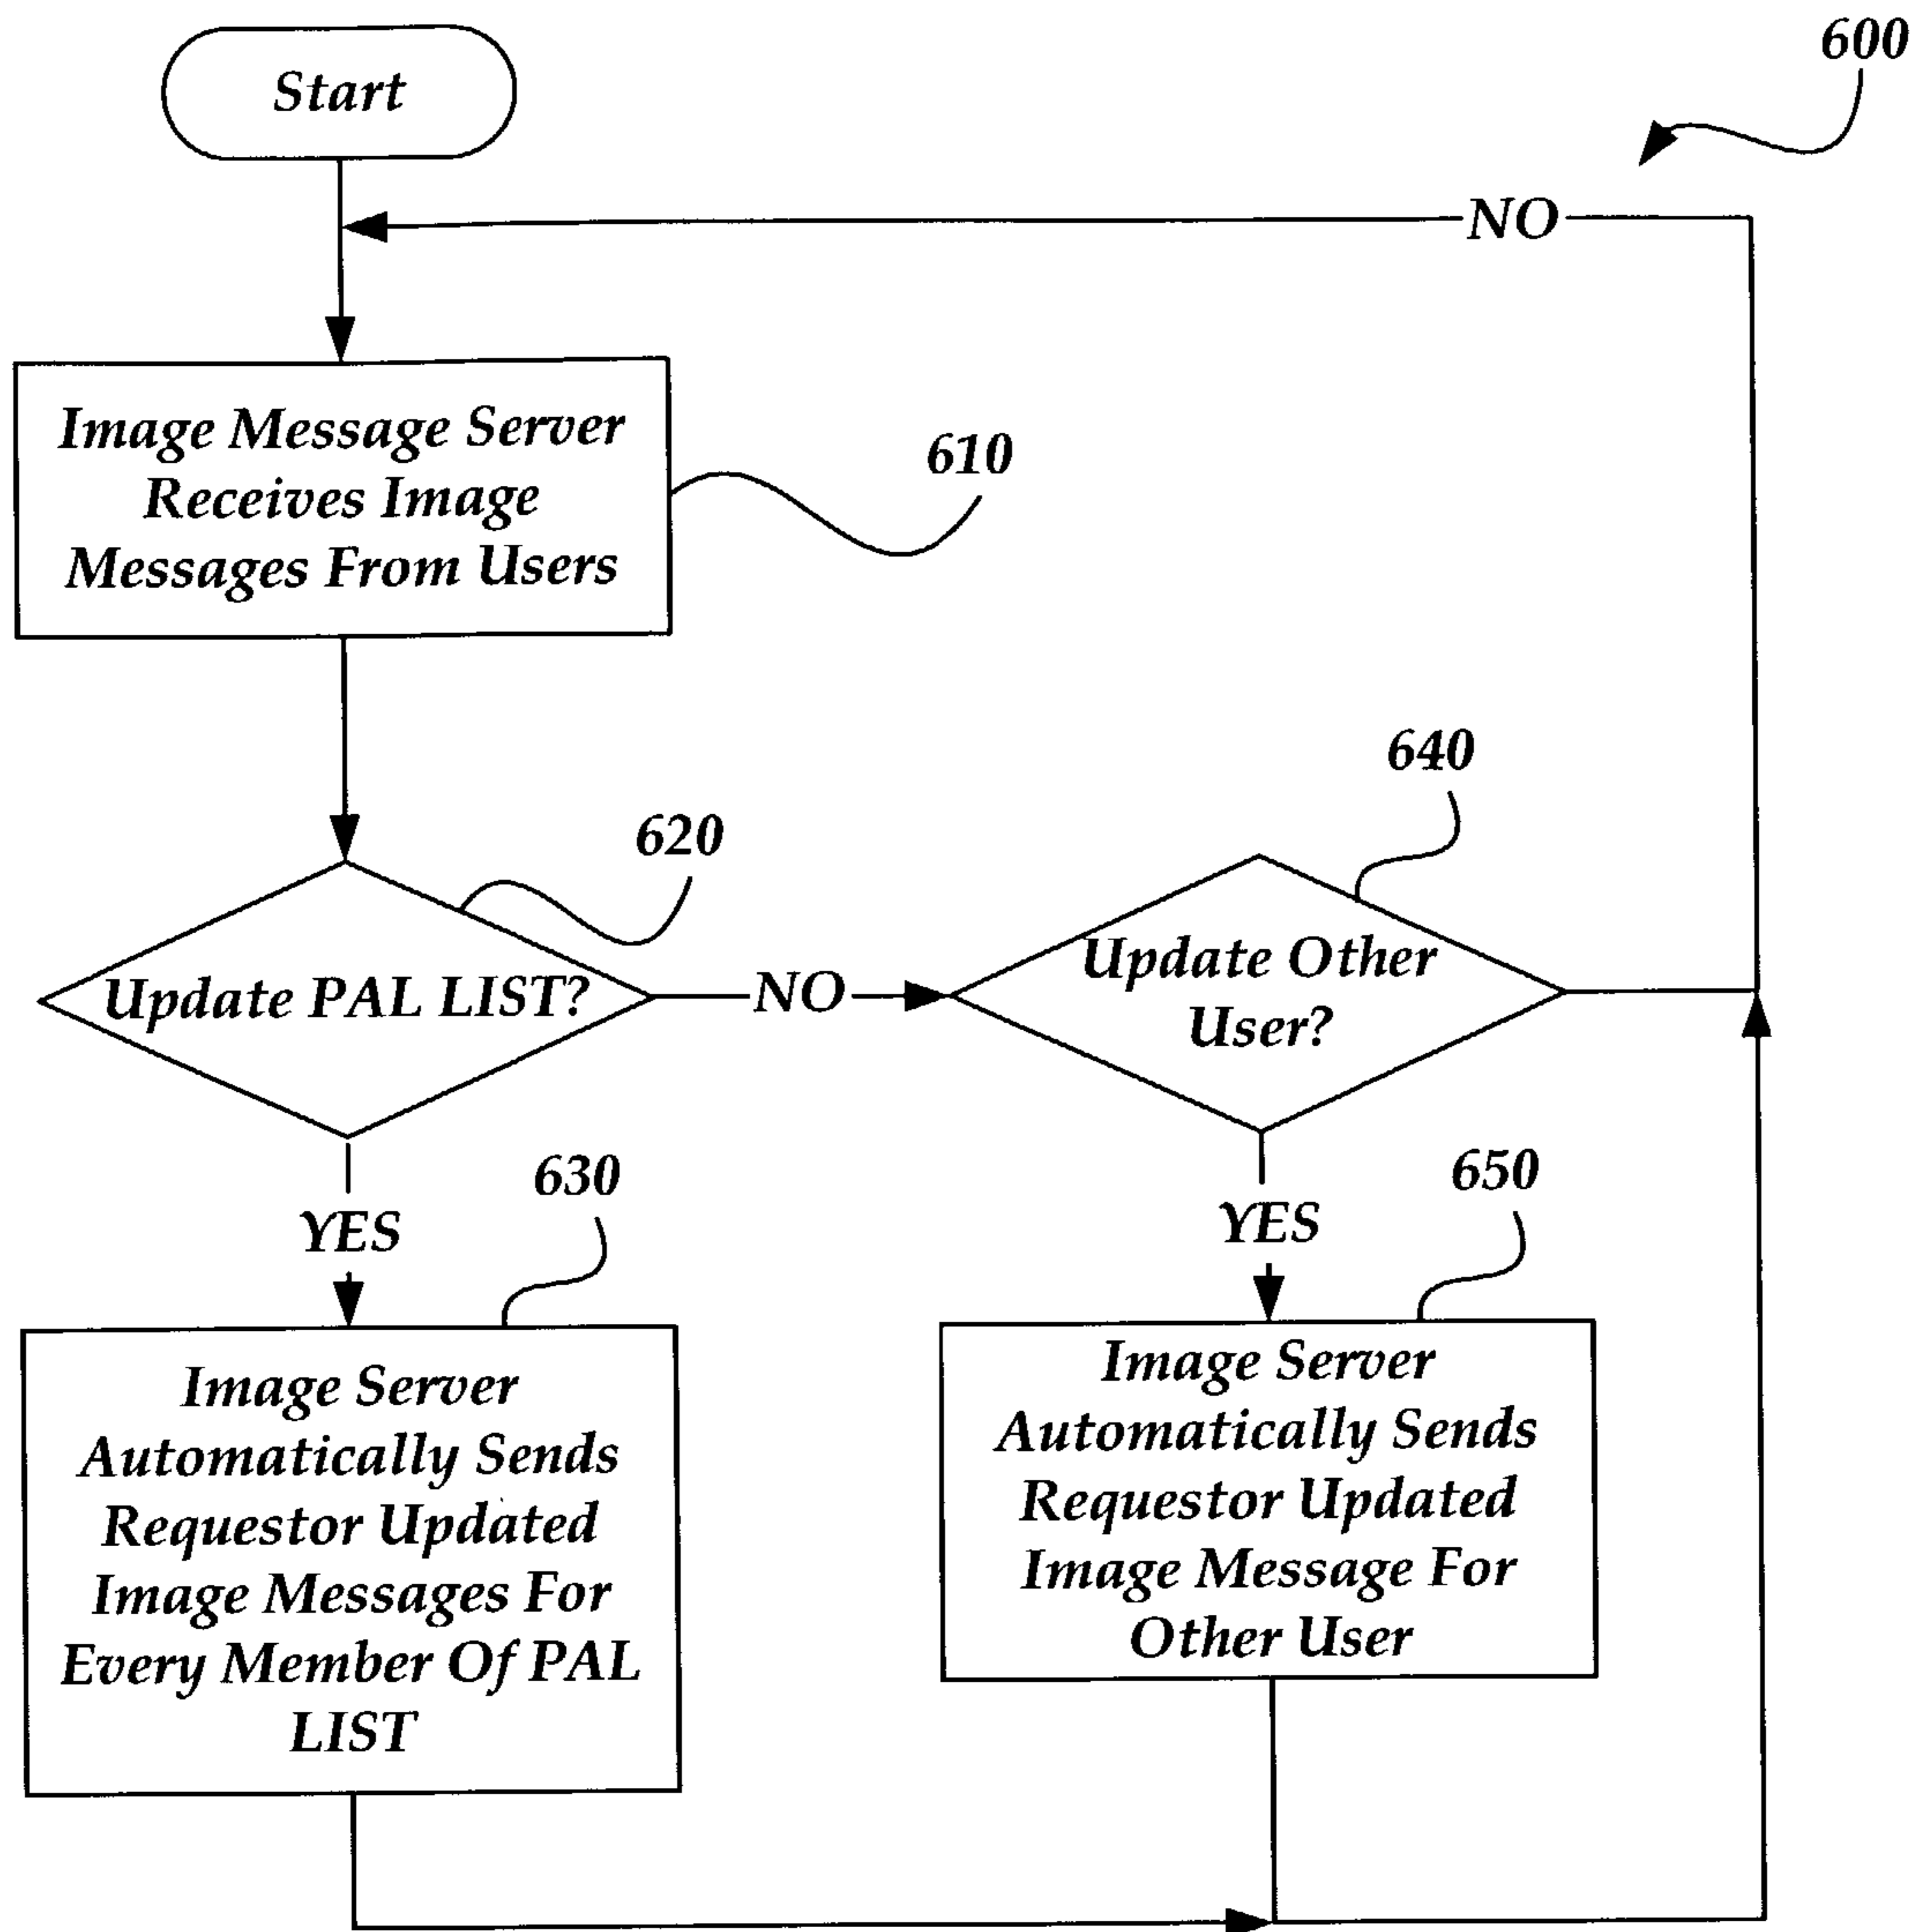 600
Start
NO
Image Message Server
Receives Image
Messages From Users
610
620
640
Update PAL LIST?
NO
Update Other
User?
YES
630
YES
650
Image Server
Automatically Sends
Requestor Updated
Image Messages For
Every Member Of PAL
LIST
Image Server
Automatically Sends
Requestor Updated
Image Message For
Other User